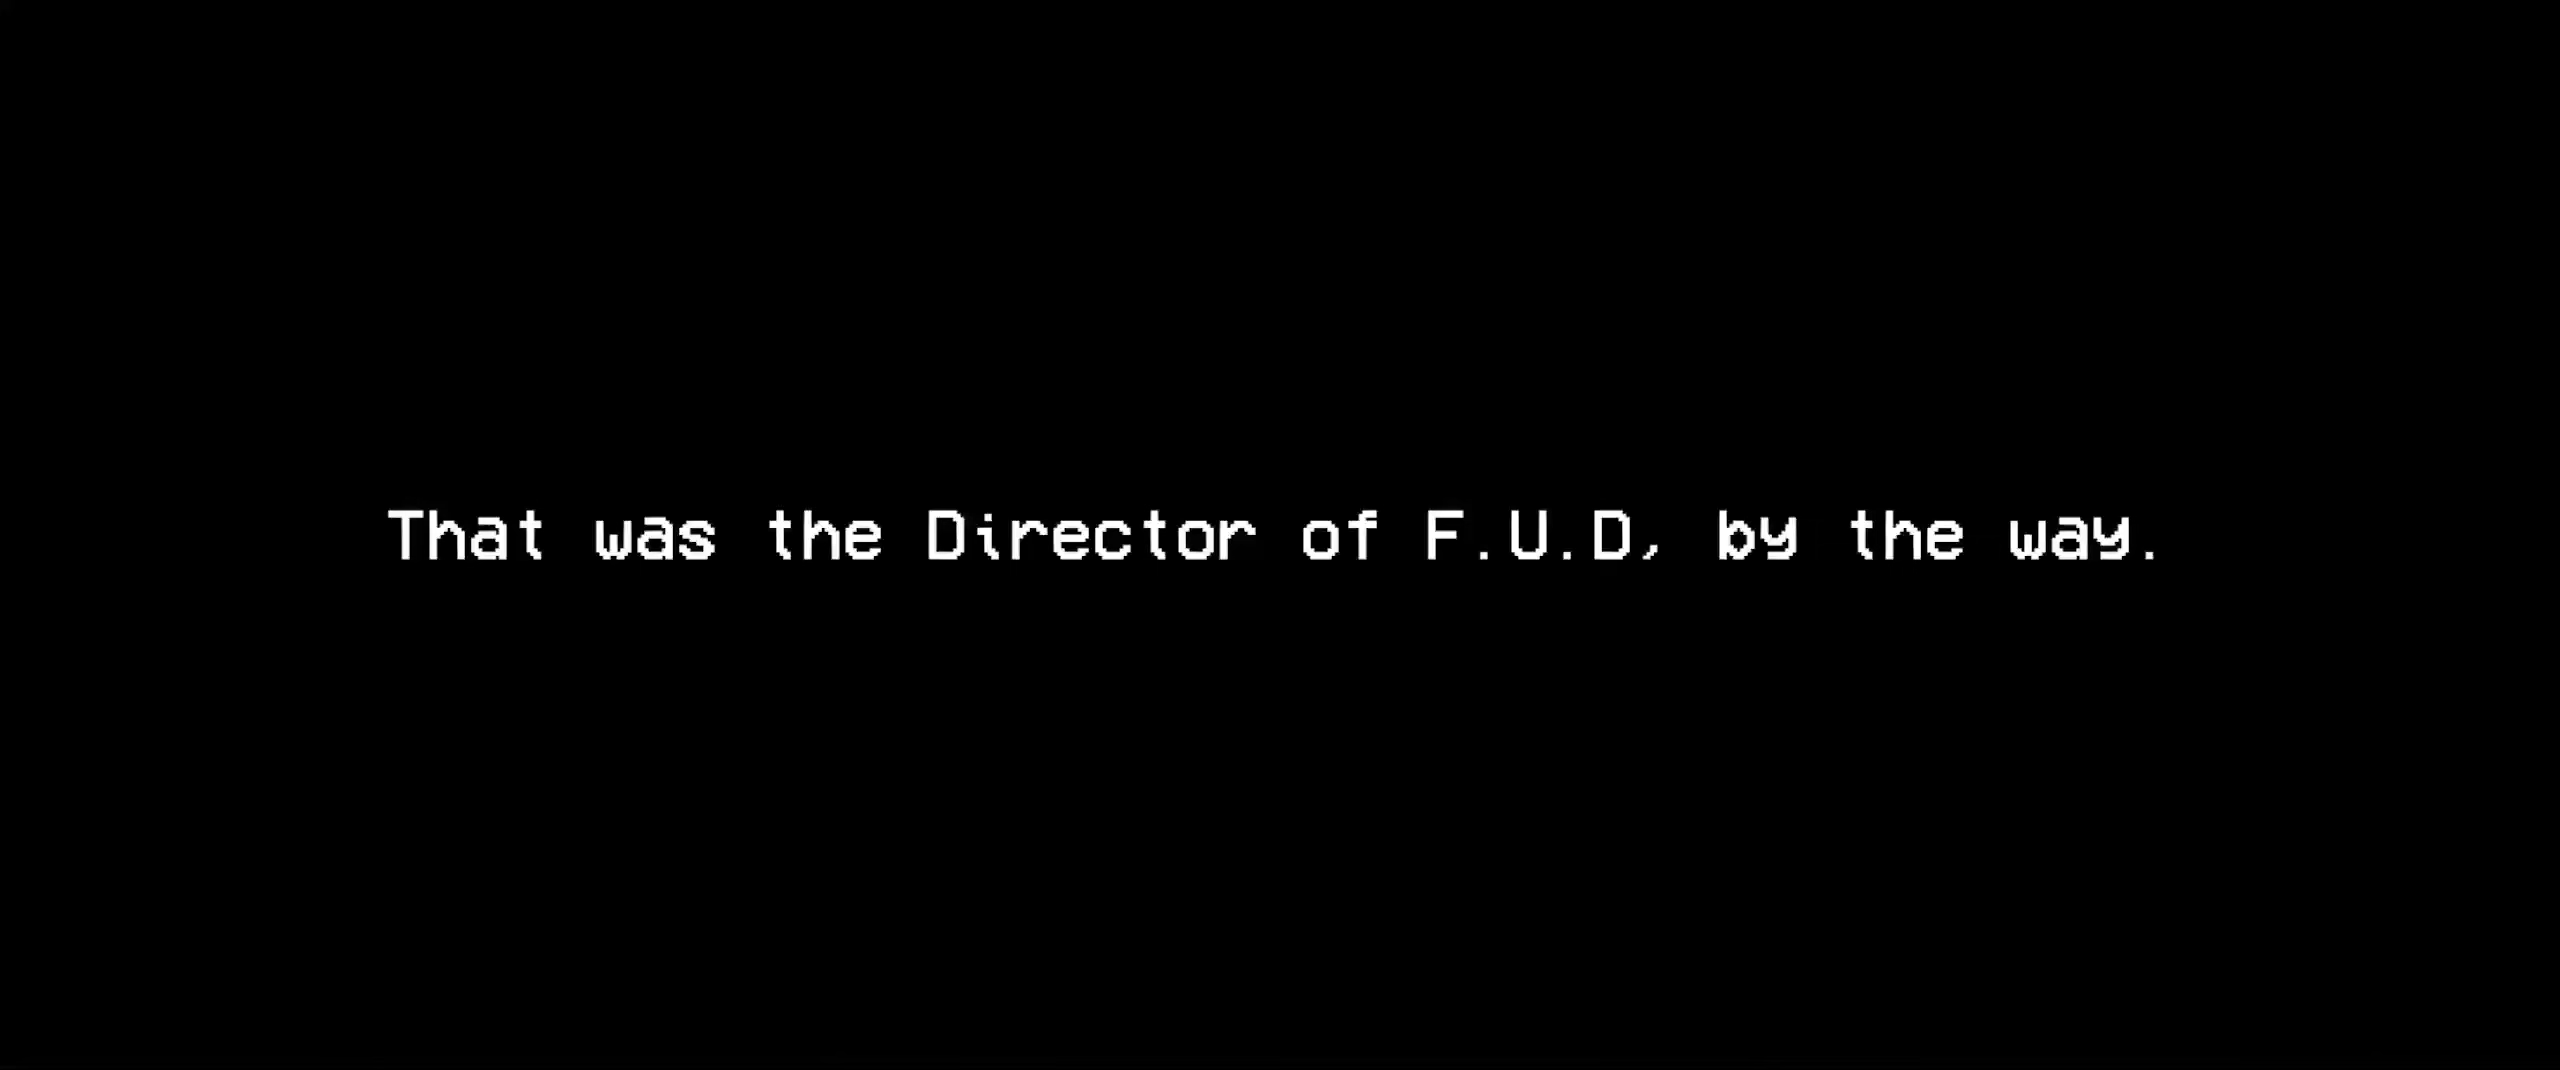 That was the Director of F.U.D, by the way.